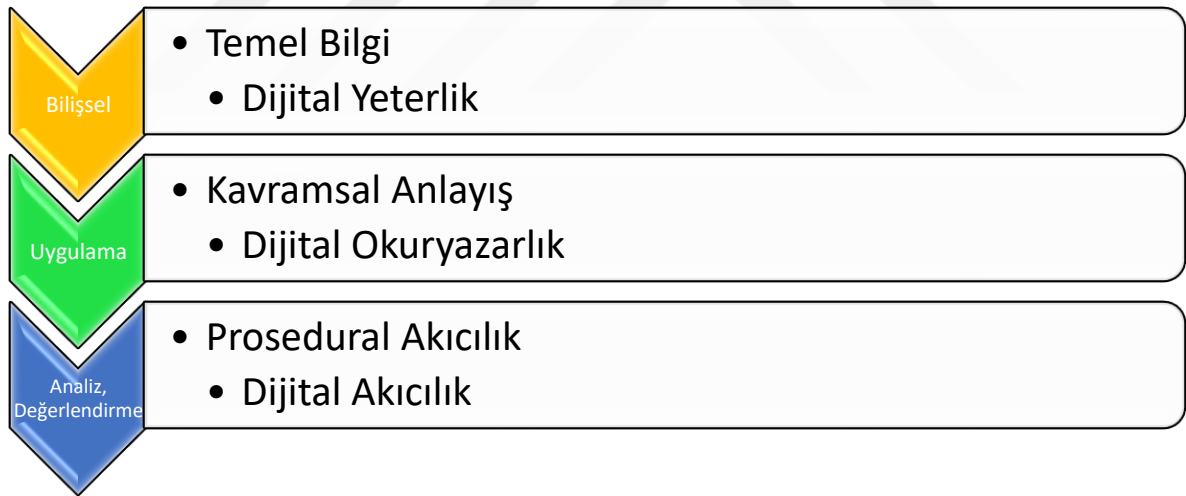 Bilişsel
• Temel Bilgi
• Dijital Yeterlik
Uygulama
• Kavramsal Anlayış
• Dijital Okuryazarlık
Analiz,
Değerlendirme
• Prosedural Akıcılık
• Dijital Akıcılık